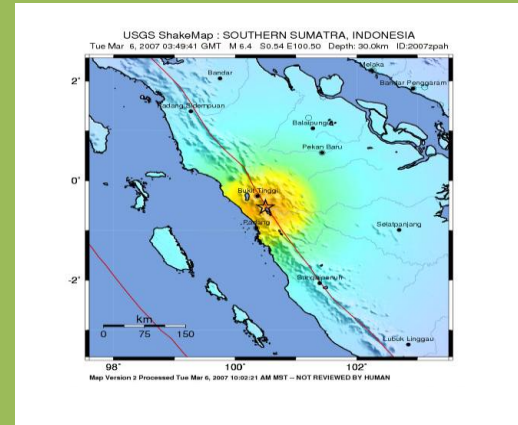 USGS ShakeMap : SOUTHERN SUMATRA, INDONESIA
Tue Mar 6, 2007 03:49:41 GMT M 6.4 S0.54 E100.50 Depth: 30.0km ID:2007zpah
Melaka
Bandar
2°
Bandar Penggaram
Padang Sidempuan
Balaipungut
Pekan Baru
0°
Bukit Tinggi
Padang
Selatpanjang
-2°
Sungaipenuh
km
0 75 150
Lubuk Linggau
98° 100° 102°
Map Version 2 Processed Tue Mar 6, 2007 10:02:21 AM MST -- NOT REVIEWED BY HUMAN